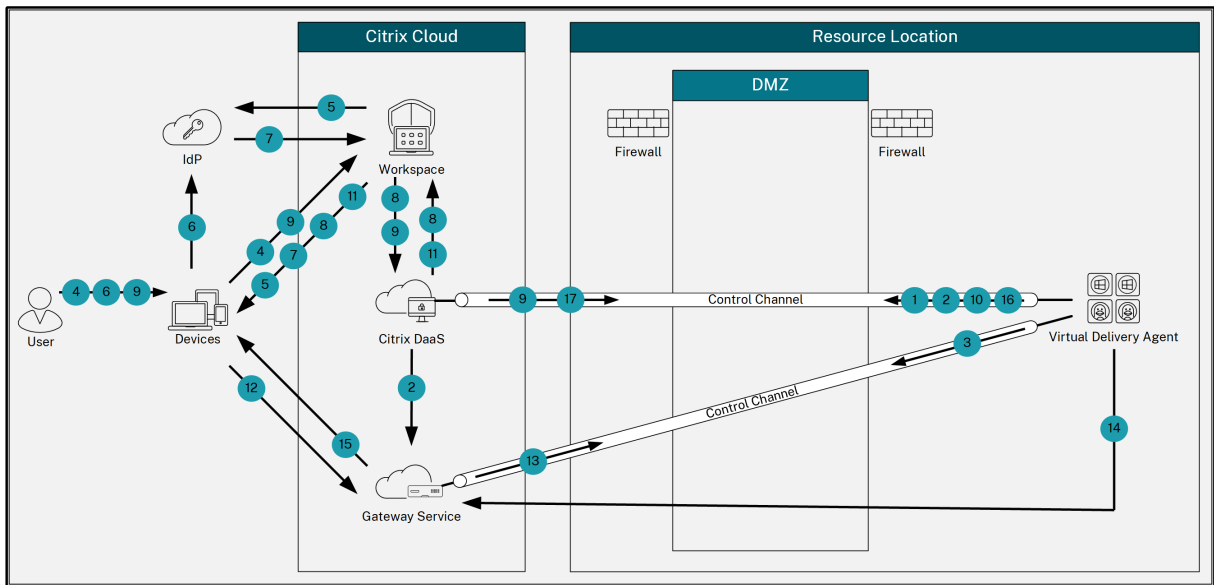 Citrix Cloud
Resource Location
DMZ
5
7
IdP
Workspace
Firewall
Firewall
6
4
9
11
8
7
5
8
9
8
11
4
6
9
User
Devices
Citrix DaaS
9
17
Control Channel
1
2
10
16
Virtual Delivery Agent
3
Control Channel
2
12
15
13
14
Gateway Service